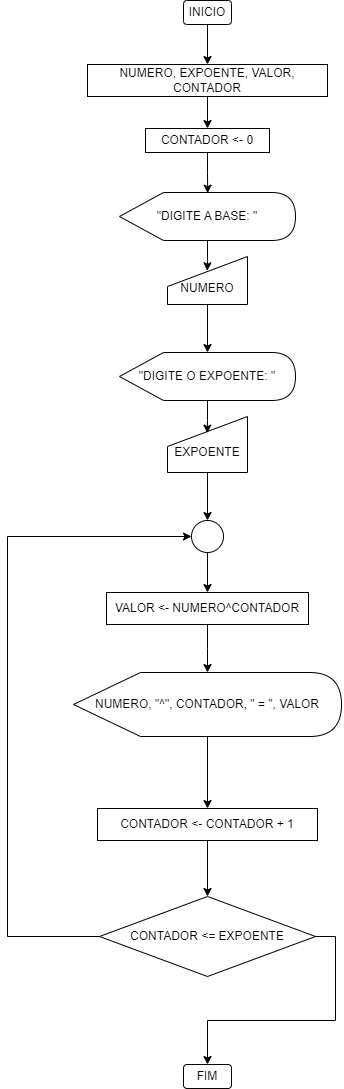 INICIO
NUMERO, EXPOENTE, VALOR,
CONTADOR
CONTADOR <- 0
"DIGITE A BASE: "
NUMERO
"DIGITE O EXPOENTE: "
EXPOENTE
VALOR <- NUMERO^CONTADOR
NUMERO, "^", CONTADOR, " = ", VALOR
CONTADOR <- CONTADOR + 1
CONTADOR <= EXPOENTE
FIM